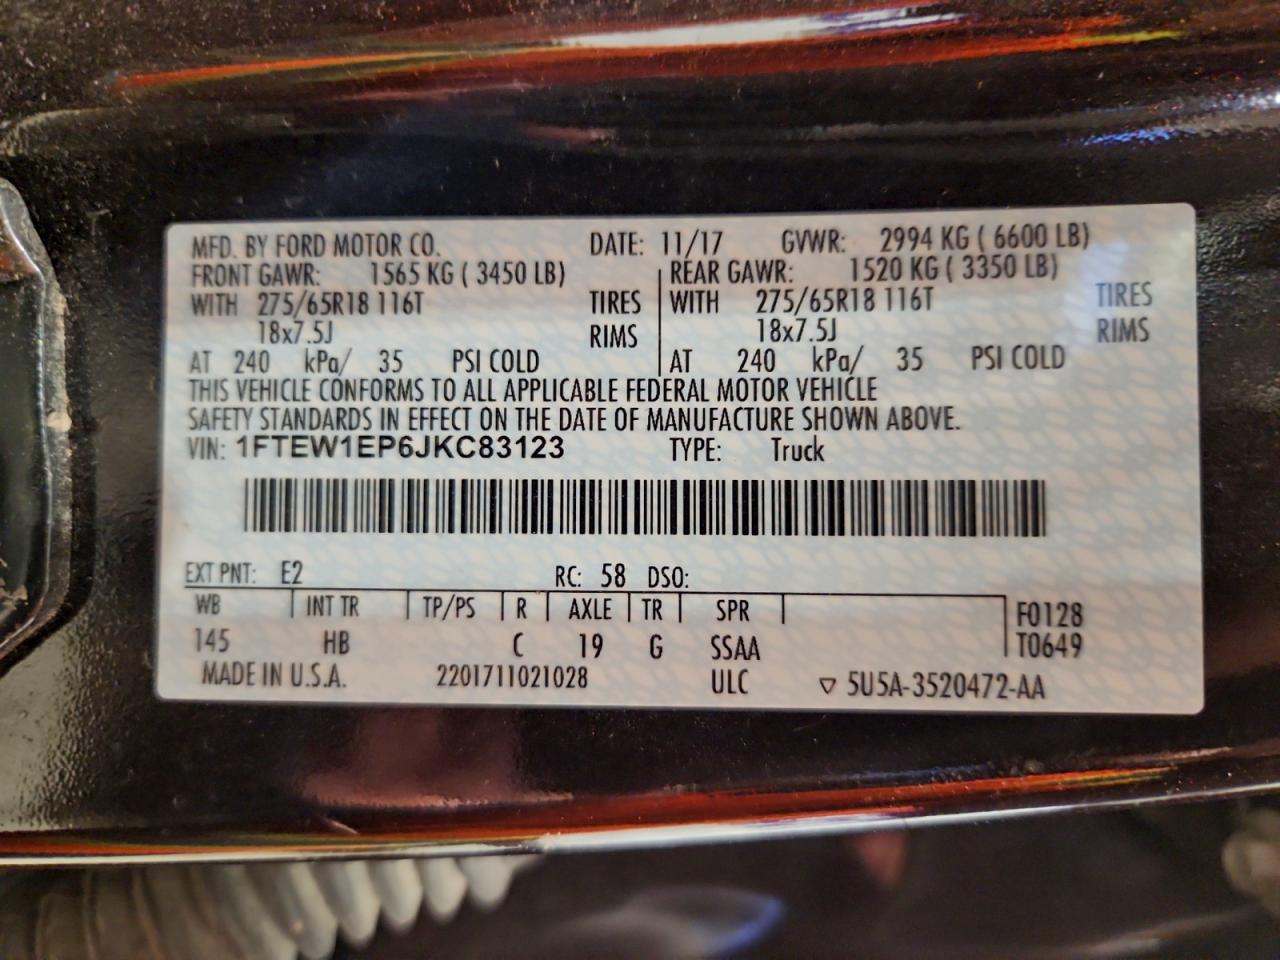 MFD. BY FORD MOTOR CO. DATE: 11/17 GVWR: 2994 KG ( 6600 LB)
FRONT GAWR: 1565 KG ( 3450 LB) REAR GAWR: 1520 KG ( 3350 LB)
WITH 275/65R18 116T TIRES WITH 275/65R18 116T TIRES
18x7.5J RIMS 18x7.5J RIMS
AT 240 kPa/ 35 PSI COLD AT 240 kPa/ 35 PSI COLD
THIS VEHICLE CONFORMS TO ALL APPLICABLE FEDERAL MOTOR VEHICLE
SAFETY STANDARDS IN EFFECT ON THE DATE OF MANUFACTURE SHOWN ABOVE.
VIN: 1FTEW1EP6JKC83123 TYPE: Truck
EXT PNT: E2 RC: 58 DSO:
WB INT TR TP/PS R AXLE TR SPR F0128
145 HB C 19 G SSAA T0649
MADE IN U.S.A. 2201711021028 ULC ▽ 5U5A-3520472-AA